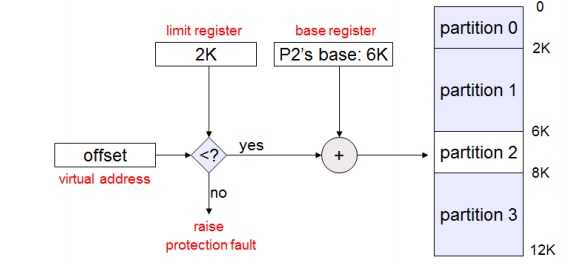 0
limit register
base register
partition 0
2K
P2's base: 6K
2K
partition 1
6K
offset
<?
yes
+
partition 2
virtual address
8K
no
raise
protection fault
partition 3
12K